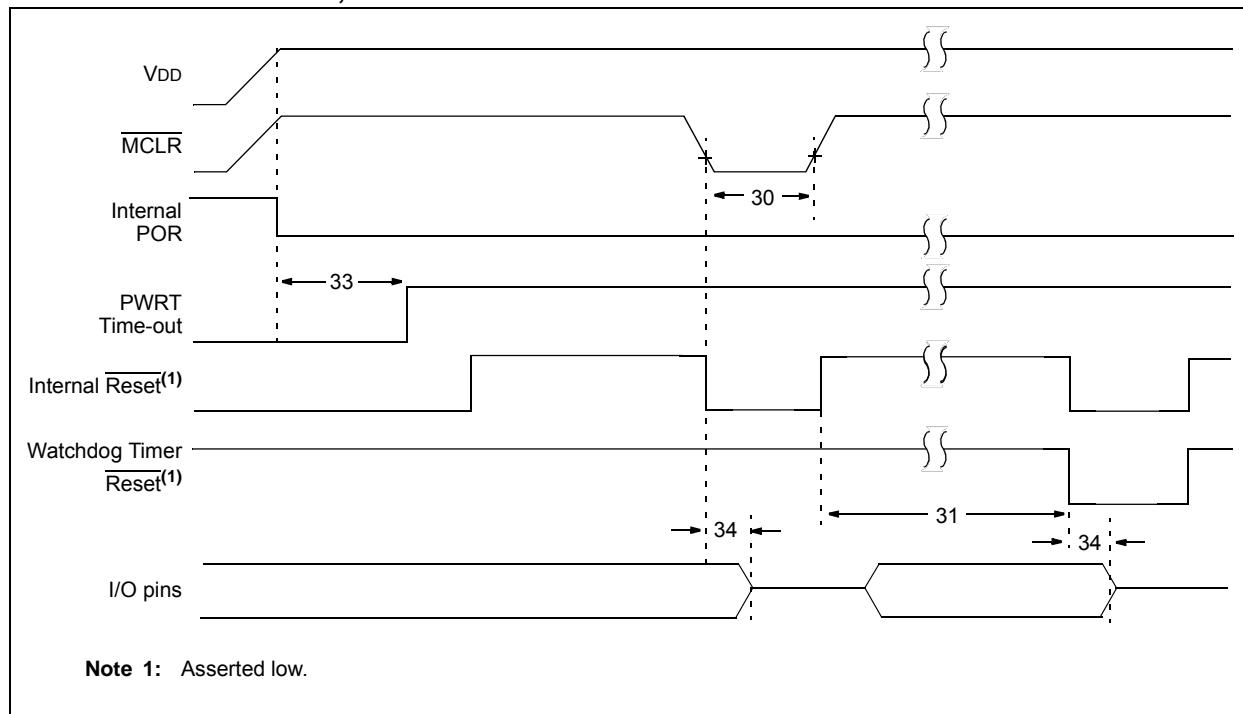 VDD
MCLR
30
Internal
POR
33
PWRT
Time-out
Internal Reset(1)
Watchdog Timer
Reset(1)
31
34
34
I/O pins
Note 1: Asserted low.